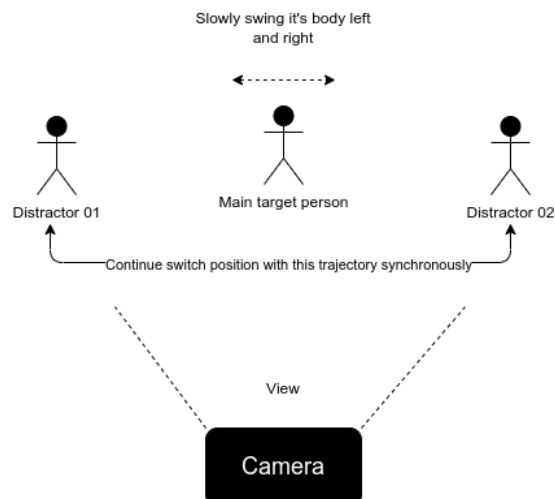 Slowly swing it's body left
and right
Distractor 01
Main target person
Distractor 02
Continue switch position with this trajectory synchronously
View
Camera